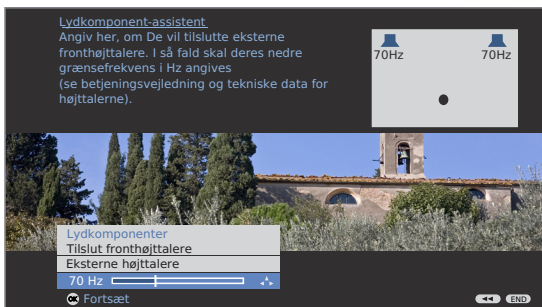 Lydkomponent-assistent
Angiv her, om De vil tilslutte eksterne
fronthøjttalere. I så fald skal deres nedre
grænsefrekvens i Hz angives
(se betjeningsvejledning og tekniske data for
højttalerne).
70Hz 70Hz
Lydkomponenter
Tilslut fronthøjttalere
Eksterne højttalere
70 Hz
OK Fortsæt
END